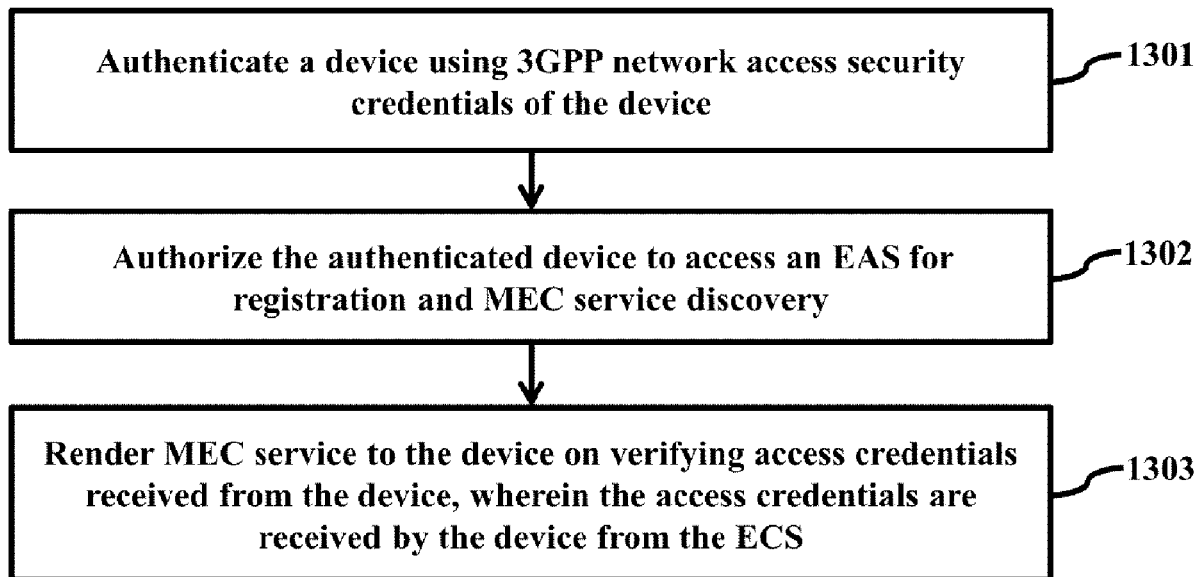 Authenticate a device using 3GPP network access security
credentials of the device
1301
Authorize the authenticated device to access an EAS for
registration and MEC service discovery
1302
Render MEC service to the device on verifying access credentials
received from the device, wherein the access credentials are
received by the device from the ECS
1303